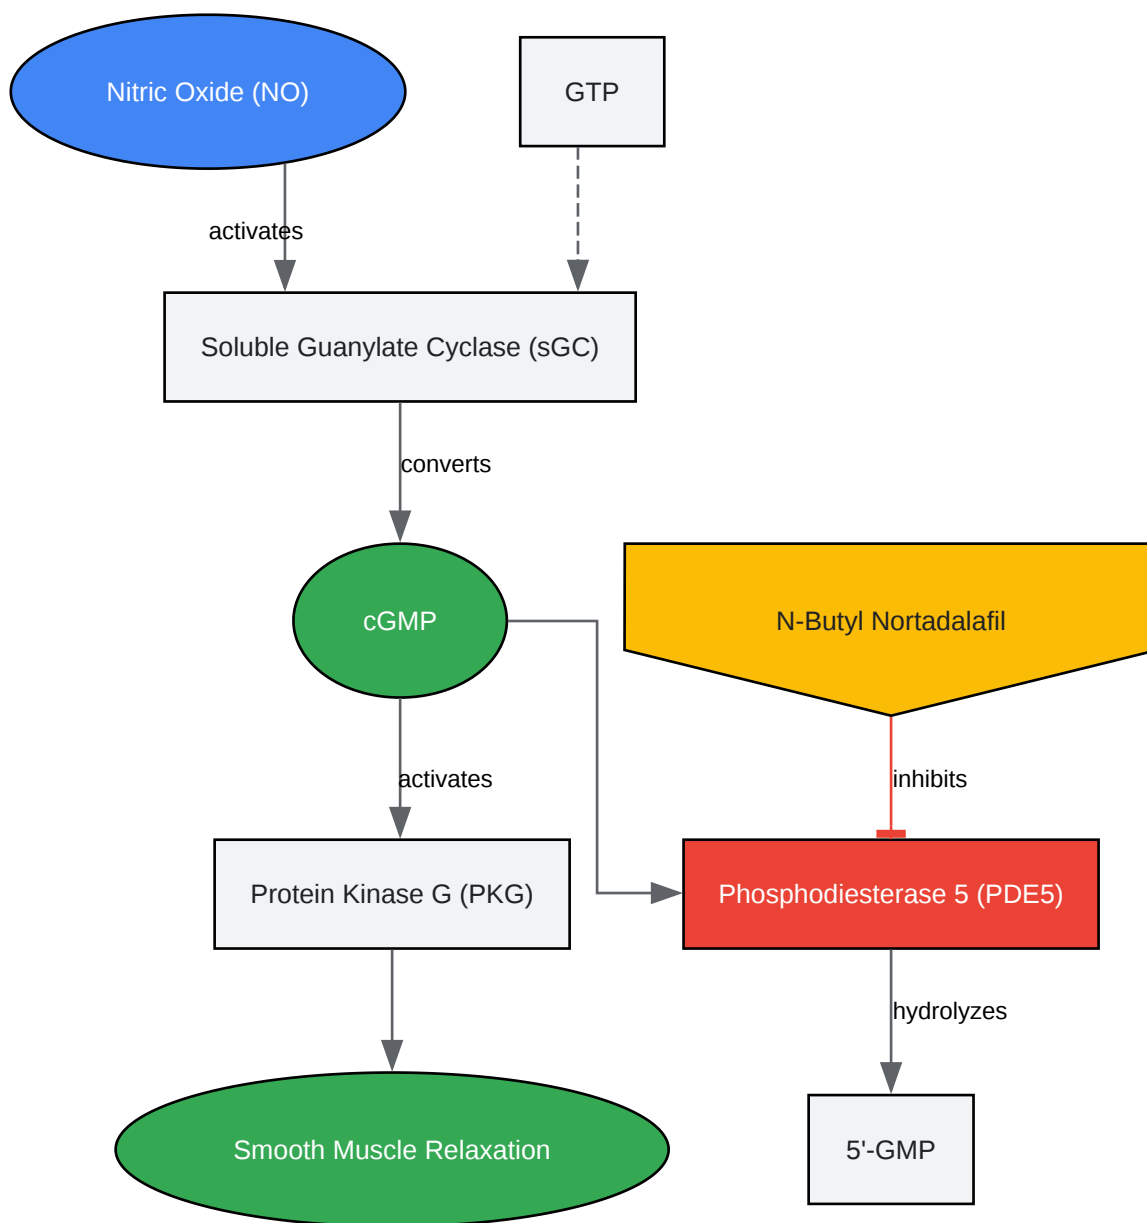 Nitric Oxide (NO)
GTP
activates
Soluble Guanylate Cyclase (sGC)
converts
cGMP
N-Butyl Nortadalafil
activates
inhibits
Protein Kinase G (PKG)
Phosphodiesterase 5 (PDE5)
hydrolyzes
Smooth Muscle Relaxation
5'-GMP